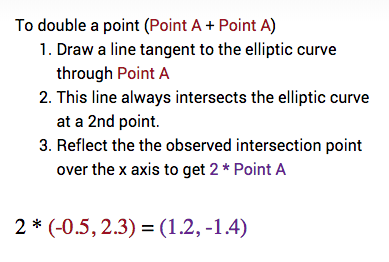 To double a point (Point A + Point A)
1. Draw a line tangent to the elliptic curve
through Point A
2. This line always intersects the elliptic curve
at a 2nd point.
3. Reflect the the observed intersection point
over the x axis to get 2 * Point A
2 * (-0.5, 2.3) = (1.2, -1.4)